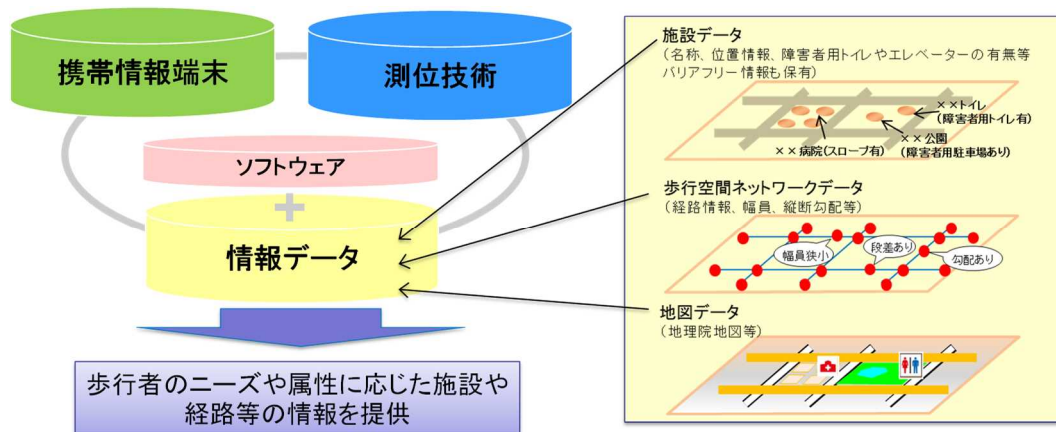 携帯情報端末
測位技術
ソフトウェア
+
情報データ
歩行者のニーズや属性に応じた施設や
経路等の情報を提供
施設データ
(名称、位置情報、障害者用トイレやエレベーターの有無等
バリアフリー情報も保有)
××トイレ
(障害者用トイレ有)
××公園
(障害者用駐車場あり)
××病院(スロープ有)
歩行空間ネットワークデータ
(経路情報、幅員、縦断勾配等)
幅員狭小
段差あり
勾配あり
地図データ
(地理院地図等)